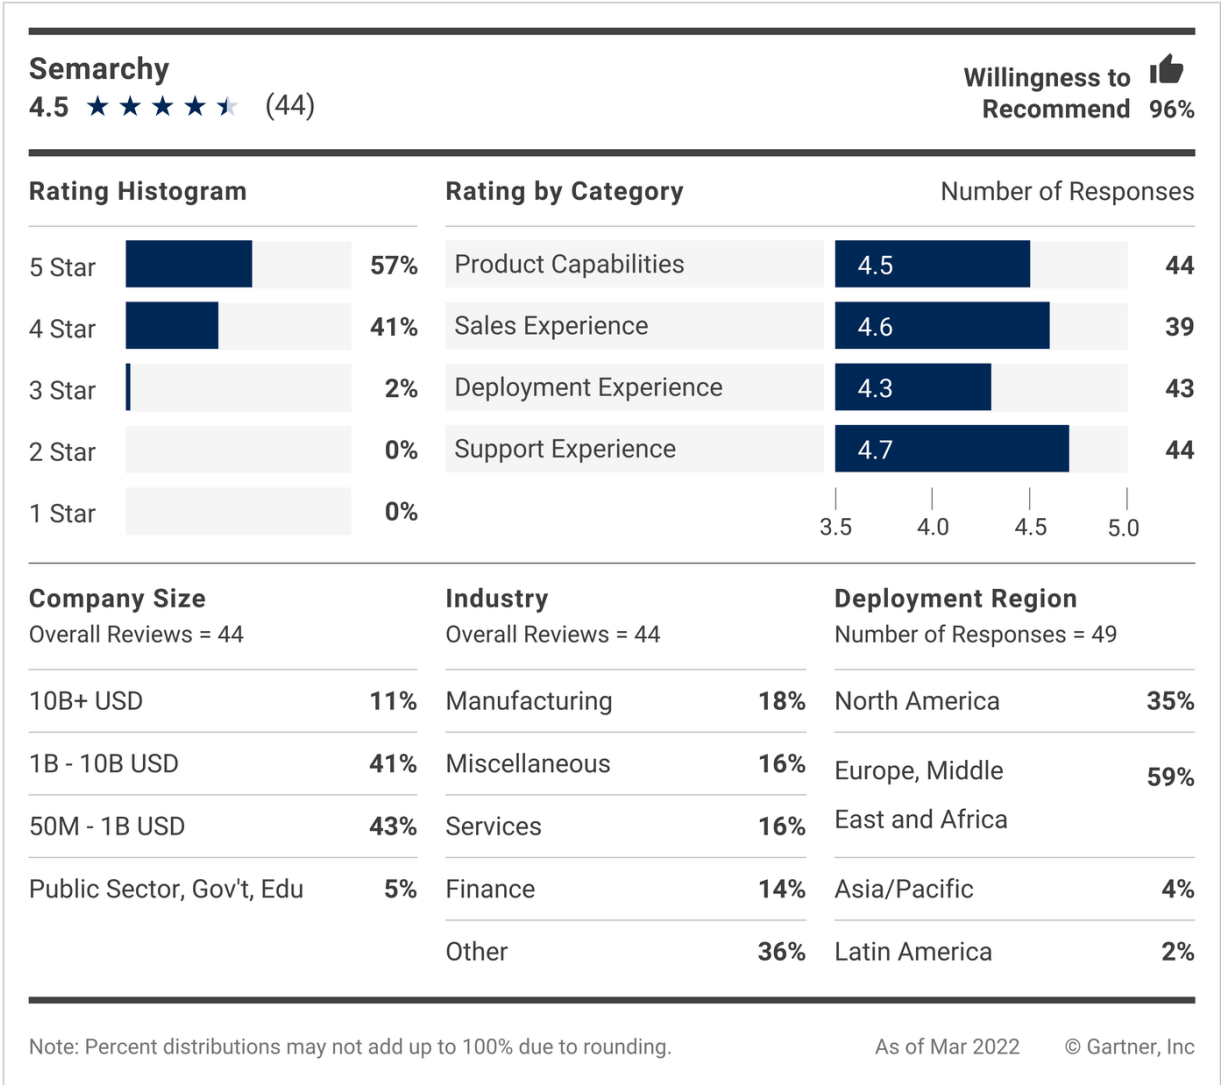 Semarchy
4.5 ★ ★ ★ ★ ★ (44)
Willingness to
Recommend 96%
Rating Histogram
5 Star 57%
4 Star 41%
3 Star 2%
2 Star 0%
1 Star 0%
Rating by Category Number of Responses
Product Capabilities 4.5 44
Sales Experience 4.6 39
Deployment Experience 4.3 43
Support Experience 4.7 44
3.5 4.0 4.5 5.0
Company Size
Overall Reviews = 44
10B+ USD 11%
1B - 10B USD 41%
50M - 1B USD 43%
Public Sector, Gov't, Edu 5%
Industry
Overall Reviews = 44
Manufacturing 18%
Miscellaneous 16%
Services 16%
Finance 14%
Other 36%
Deployment Region
Number of Responses = 49
North America 35%
Europe, Middle 59%
East and Africa
Asia/Pacific 4%
Latin America 2%
Note: Percent distributions may not add up to 100% due to rounding. As of Mar 2022 © Gartner, Inc